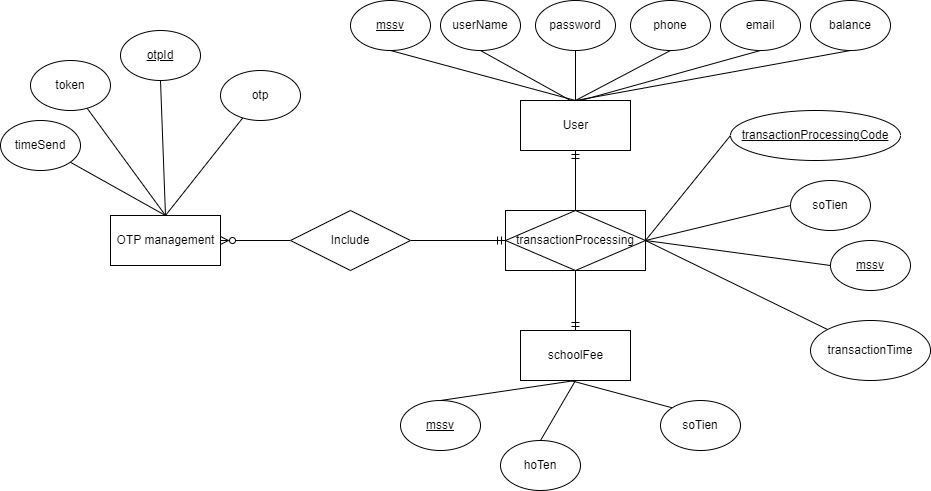 mssv
userName
password
phone
email
balance
otpId
token
otp
timeSend
User
transactionProcessingCode
soTien
OTP management
Include
transactionProcessing
mssv
transactionTime
schoolFee
mssv
hoTen
soTien